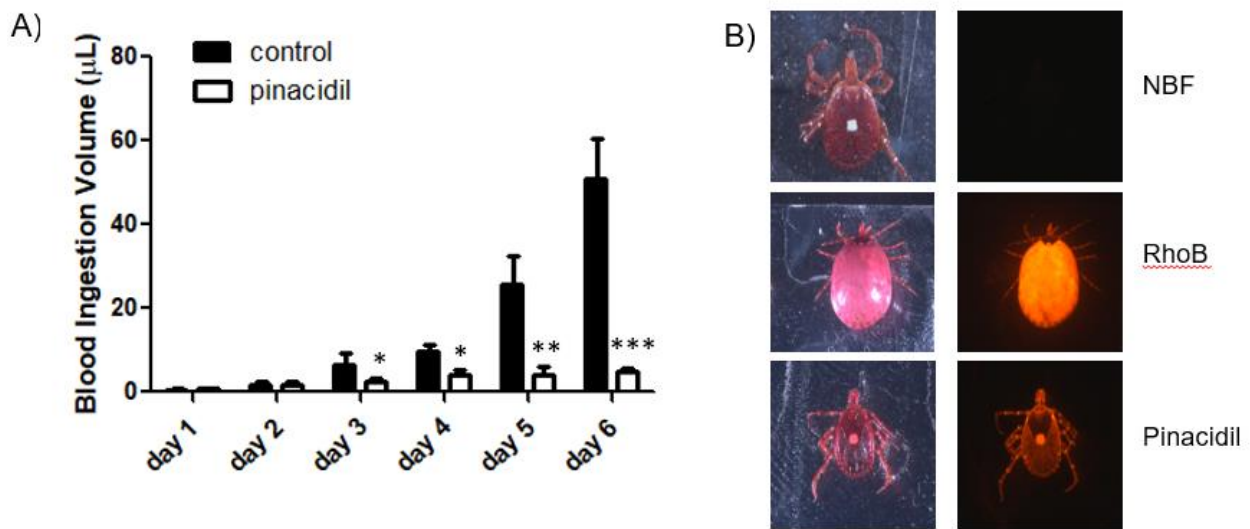 A)
control
pinacidil
Blood Ingestion Volume (µL)
80
60
40
20
0
*
*
**
***
day 1
day 2
day 3
day 4
day 5
day 6
B)
NBF
RhoB
Pinacidil